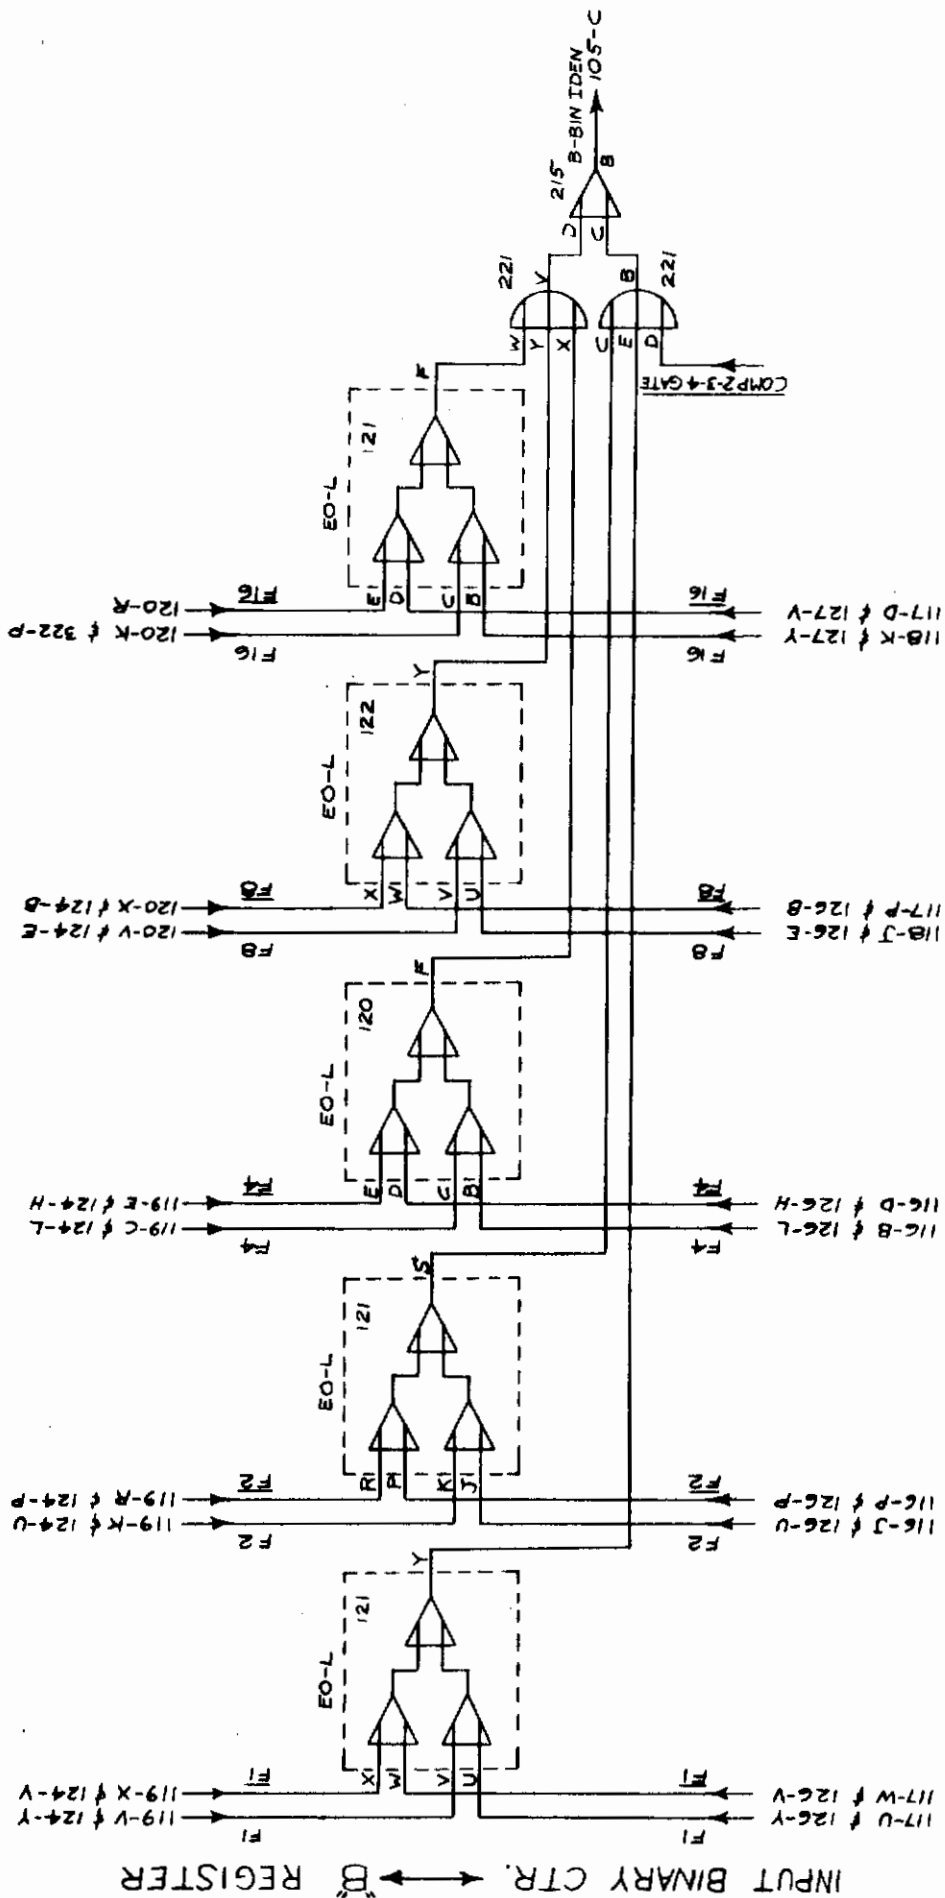 INPUT BINARY CTR. ⟷ "B" REGISTER
B-BIN IDEN
105-C
B
215
D
C
221
V
W
Y
X
B
221
C
E
D
COMP2-3-4 GATE
F
121
EO-L
E
D
C
B
120-R
F16
120-K & 322-P
F16
F16
117-D & 127-V
F16
118-K & 127-Y
Y
122
EO-L
X
W
V
U
120-X & 124-B
F8
120-V & 124-E
F8
F8
117-P & 126-B
F8
118-J & 126-E
F
120
EO-L
E
D
C
B
119-E & 124-H
F4
119-C & 124-L
F4
F4
116-D & 126-H
F4
116-B & 126-L
S
121
EO-L
R
P
K
J
119-R & 124-P
F2
119-K & 124-U
F2
F2
116-P & 126-P
F2
116-J & 126-U
Y
121
EO-L
X
W
V
U
119-X & 124-V
F1
119-V & 124-Y
F1
F1
117-W & 126-V
F1
117-U & 126-Y